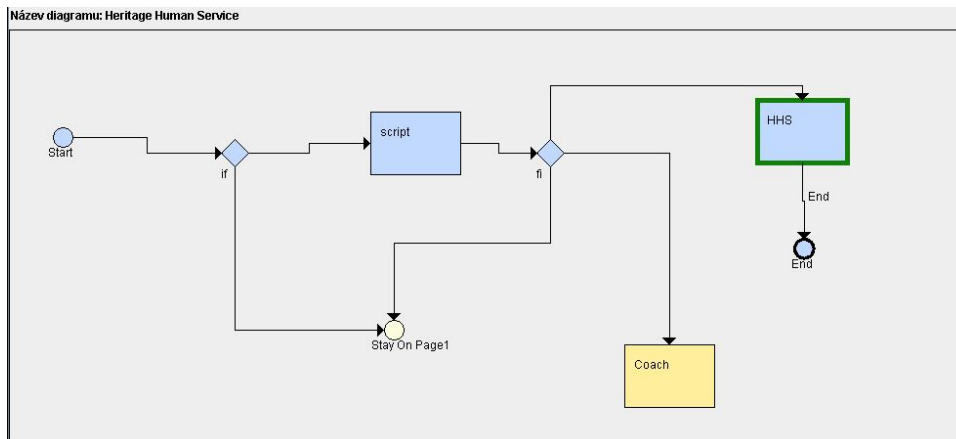 Název diagramu: Heritage Human Service
HHS
script
Start
if
fi
End
End
Stay On Page1
Coach